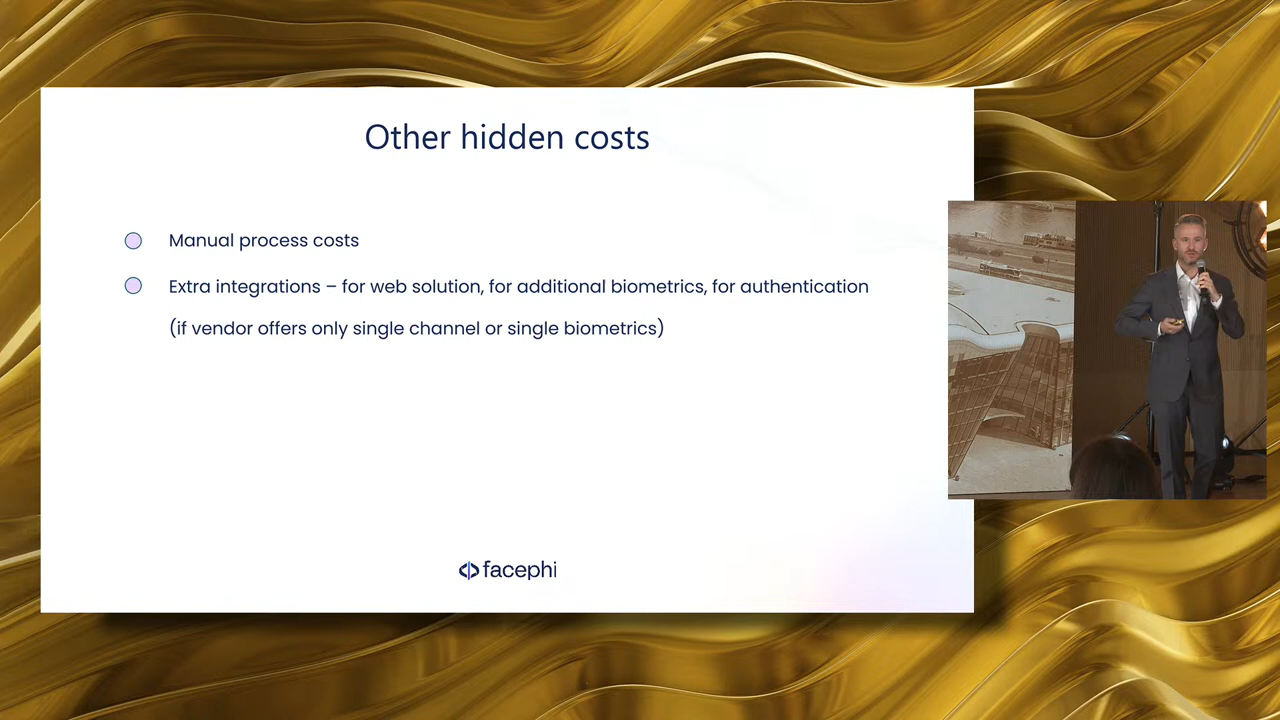 Other hidden costs
Manual process costs
Extra integrations – for web solution, for additional biometrics, for authentication
(if vendor offers only single channel or single biometrics)
facephi